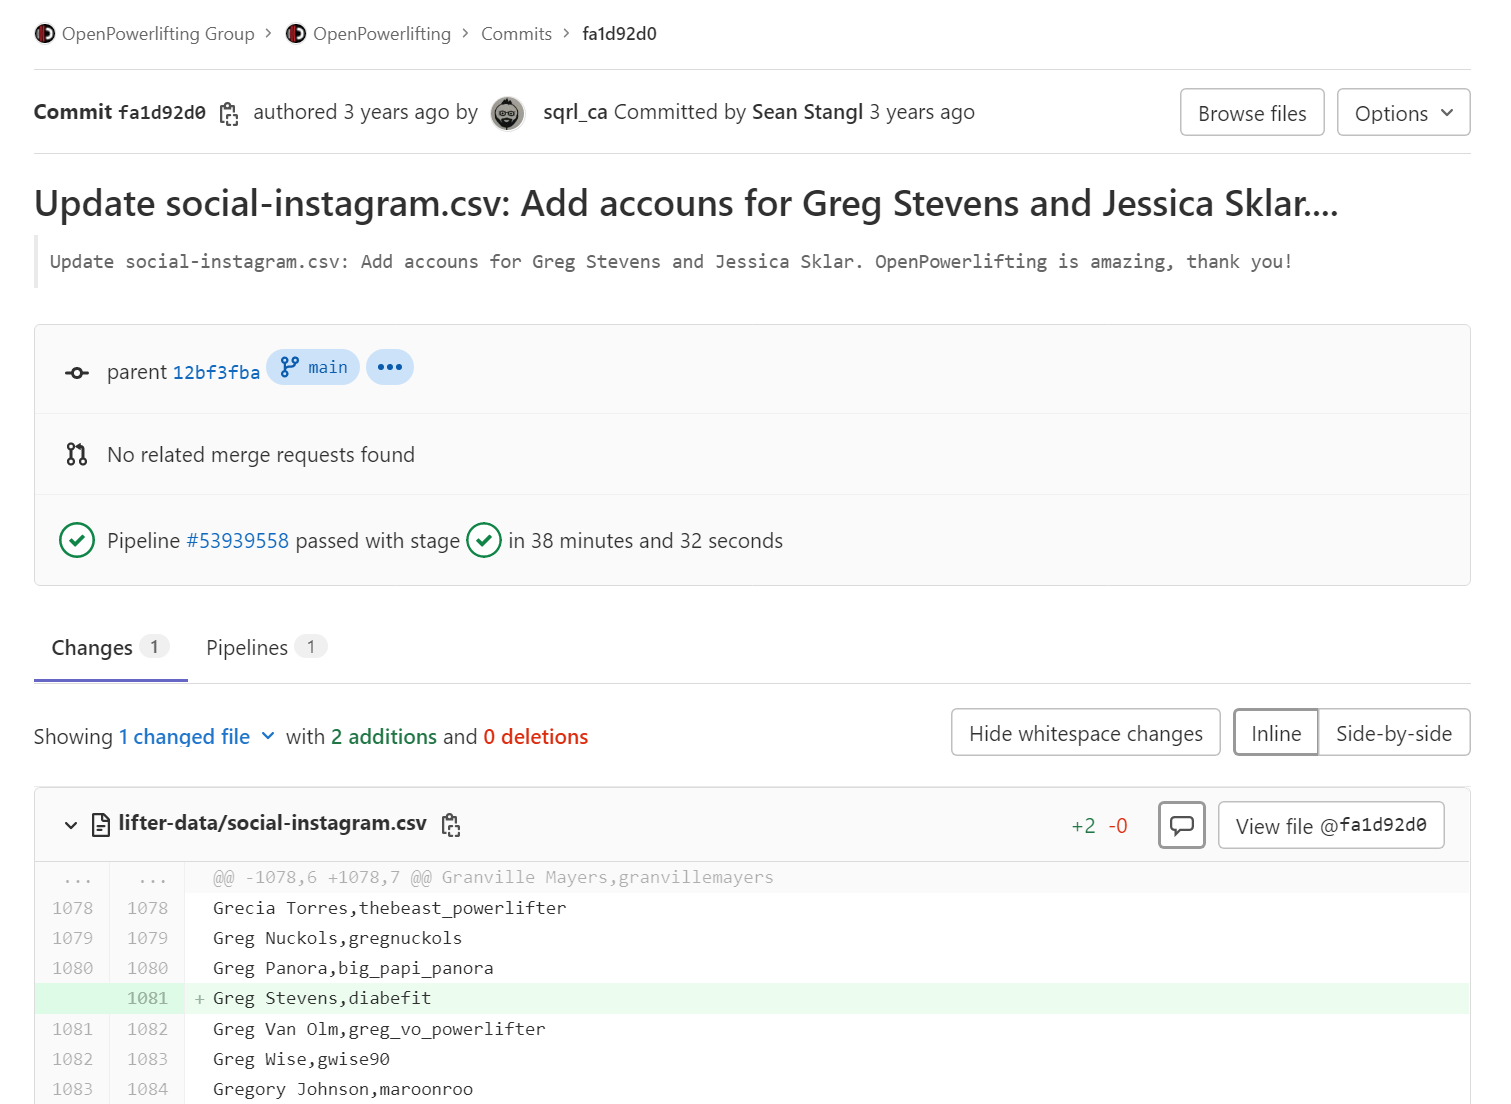 OpenPowerlifting Group > OpenPowerlifting > Commits > fa1d92d0
Commit fa1d92d0 authored 3 years ago by sqrl_ca Committed by Sean Stangl 3 years ago
Browse files
Options
Update social-instagram.csv: Add accouns for Greg Stevens and Jessica Sklar....
Update social-instagram.csv: Add accouns for Greg Stevens and Jessica Sklar. OpenPowerlifting is amazing, thank you!
parent 12bf3fba main •••
No related merge requests found
Pipeline #53939558 passed with stage in 38 minutes and 32 seconds
Changes 1 Pipelines 1
Showing 1 changed file with 2 additions and 0 deletions
Hide whitespace changes
Inline
Side-by-side
lifter-data/social-instagram.csv
+2 -0
View file @fa1d92d0
... ... @@ -1078,6 +1078,7 @@ Granville Mayers,granvillemayers
1078 1078 Grecia Torres,thebeast_powerlifter
1079 1079 Greg Nuckols,gregnuckols
1080 1080 Greg Panora,big_papi_panora
1081 + Greg Stevens,diabefit
1081 1082 Greg Van Olm,greg_vo_powerlifter
1082 1083 Greg Wise,gwise90
1083 1084 Gregory Johnson,maroonroo